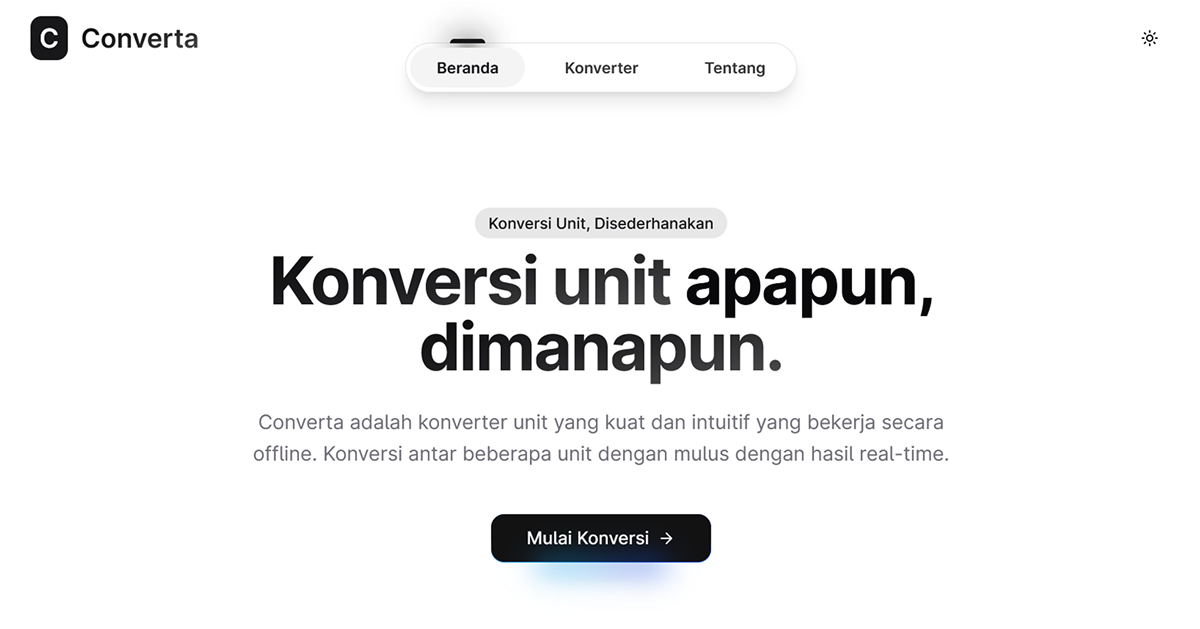 C Converta
Beranda Konverter Tentang
Konversi Unit, Disederhanakan
Konversi unit apapun,
dimanapun.
Converta adalah konverter unit yang kuat dan intuitif yang bekerja secara
offline. Konversi antar beberapa unit dengan mulus dengan hasil real-time.
Mulai Konversi →